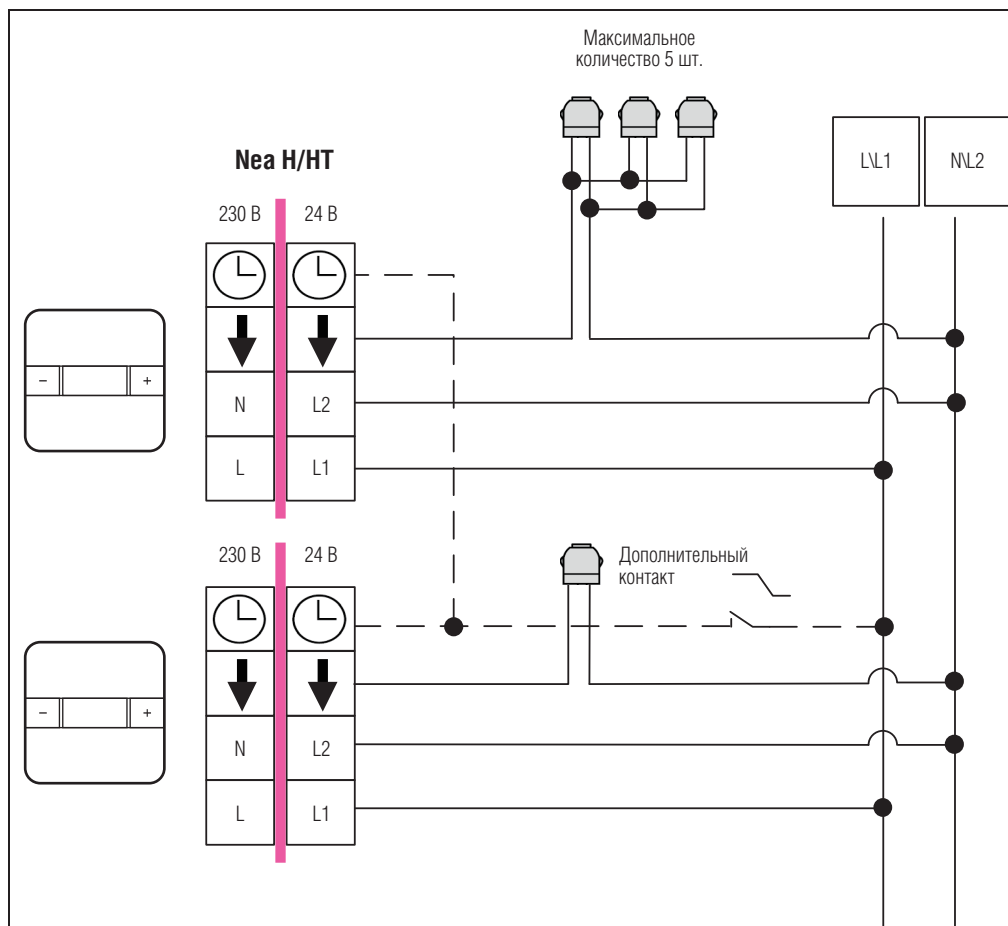 Максимальное
количество 5 шт.
L\L1
N\L2
Nea H/HT
230 В
24 В
N
L2
L
L1
-
+
230 В
24 В
Дополнительный
контакт
N
L2
L
L1
-
+